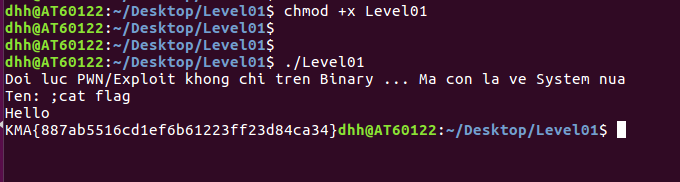 dhh@AT60122:~/Desktop/Level01$ chmod +x Level01
dhh@AT60122:~/Desktop/Level01$
dhh@AT60122:~/Desktop/Level01$
dhh@AT60122:~/Desktop/Level01$ ./Level01
Doi luc PWN/Exploit khong chi tren Binary ... Ma con la ve System nua
Ten: ;cat flag
Hello
KMA{887ab5516cd1ef6b61223ff23d84ca34}dhh@AT60122:~/Desktop/Level01$